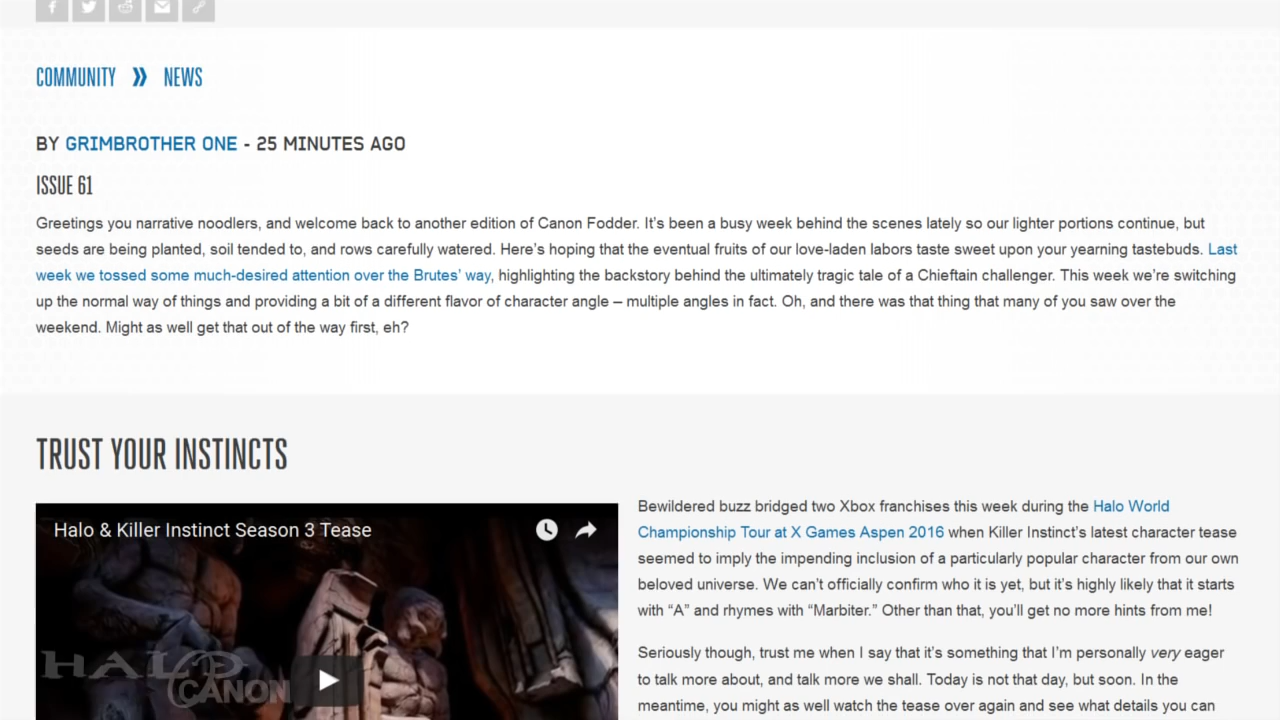 COMMUNITY » NEWS
BY GRIMBROTHER ONE - 25 MINUTES AGO
ISSUE 61
Greetings you narrative noodlers, and welcome back to another edition of Canon Fodder. It’s been a busy week behind the scenes lately so our lighter portions continue, but
seeds are being planted, soil tended to, and rows carefully watered. Here’s hoping that the eventual fruits of our love-laden labors taste sweet upon your yearning tastebuds. Last
week we tossed some much-desired attention over the Brutes’ way, highlighting the backstory behind the ultimately tragic tale of a Chieftain challenger. This week we’re switching
up the normal way of things and providing a bit of a different flavor of character angle – multiple angles in fact. Oh, and there was that thing that many of you saw over the
weekend. Might as well get that out of the way first, eh?
TRUST YOUR INSTINCTS
Halo & Killer Instinct Season 3 Tease
HALO
CANON
Bewildered buzz bridged two Xbox franchises this week during the Halo World
Championship Tour at X Games Aspen 2016 when Killer Instinct’s latest character tease
seemed to imply the impending inclusion of a particularly popular character from our own
beloved universe. We can’t officially confirm who it is yet, but it’s highly likely that it starts
with “A” and rhymes with “Marbiter.” Other than that, you’ll get no more hints from me!
Seriously though, trust me when I say that it’s something that I’m personally very eager
to talk more about, and talk more we shall. Today is not that day, but soon. In the
meantime, you might as well watch the tease over again and see what details you can